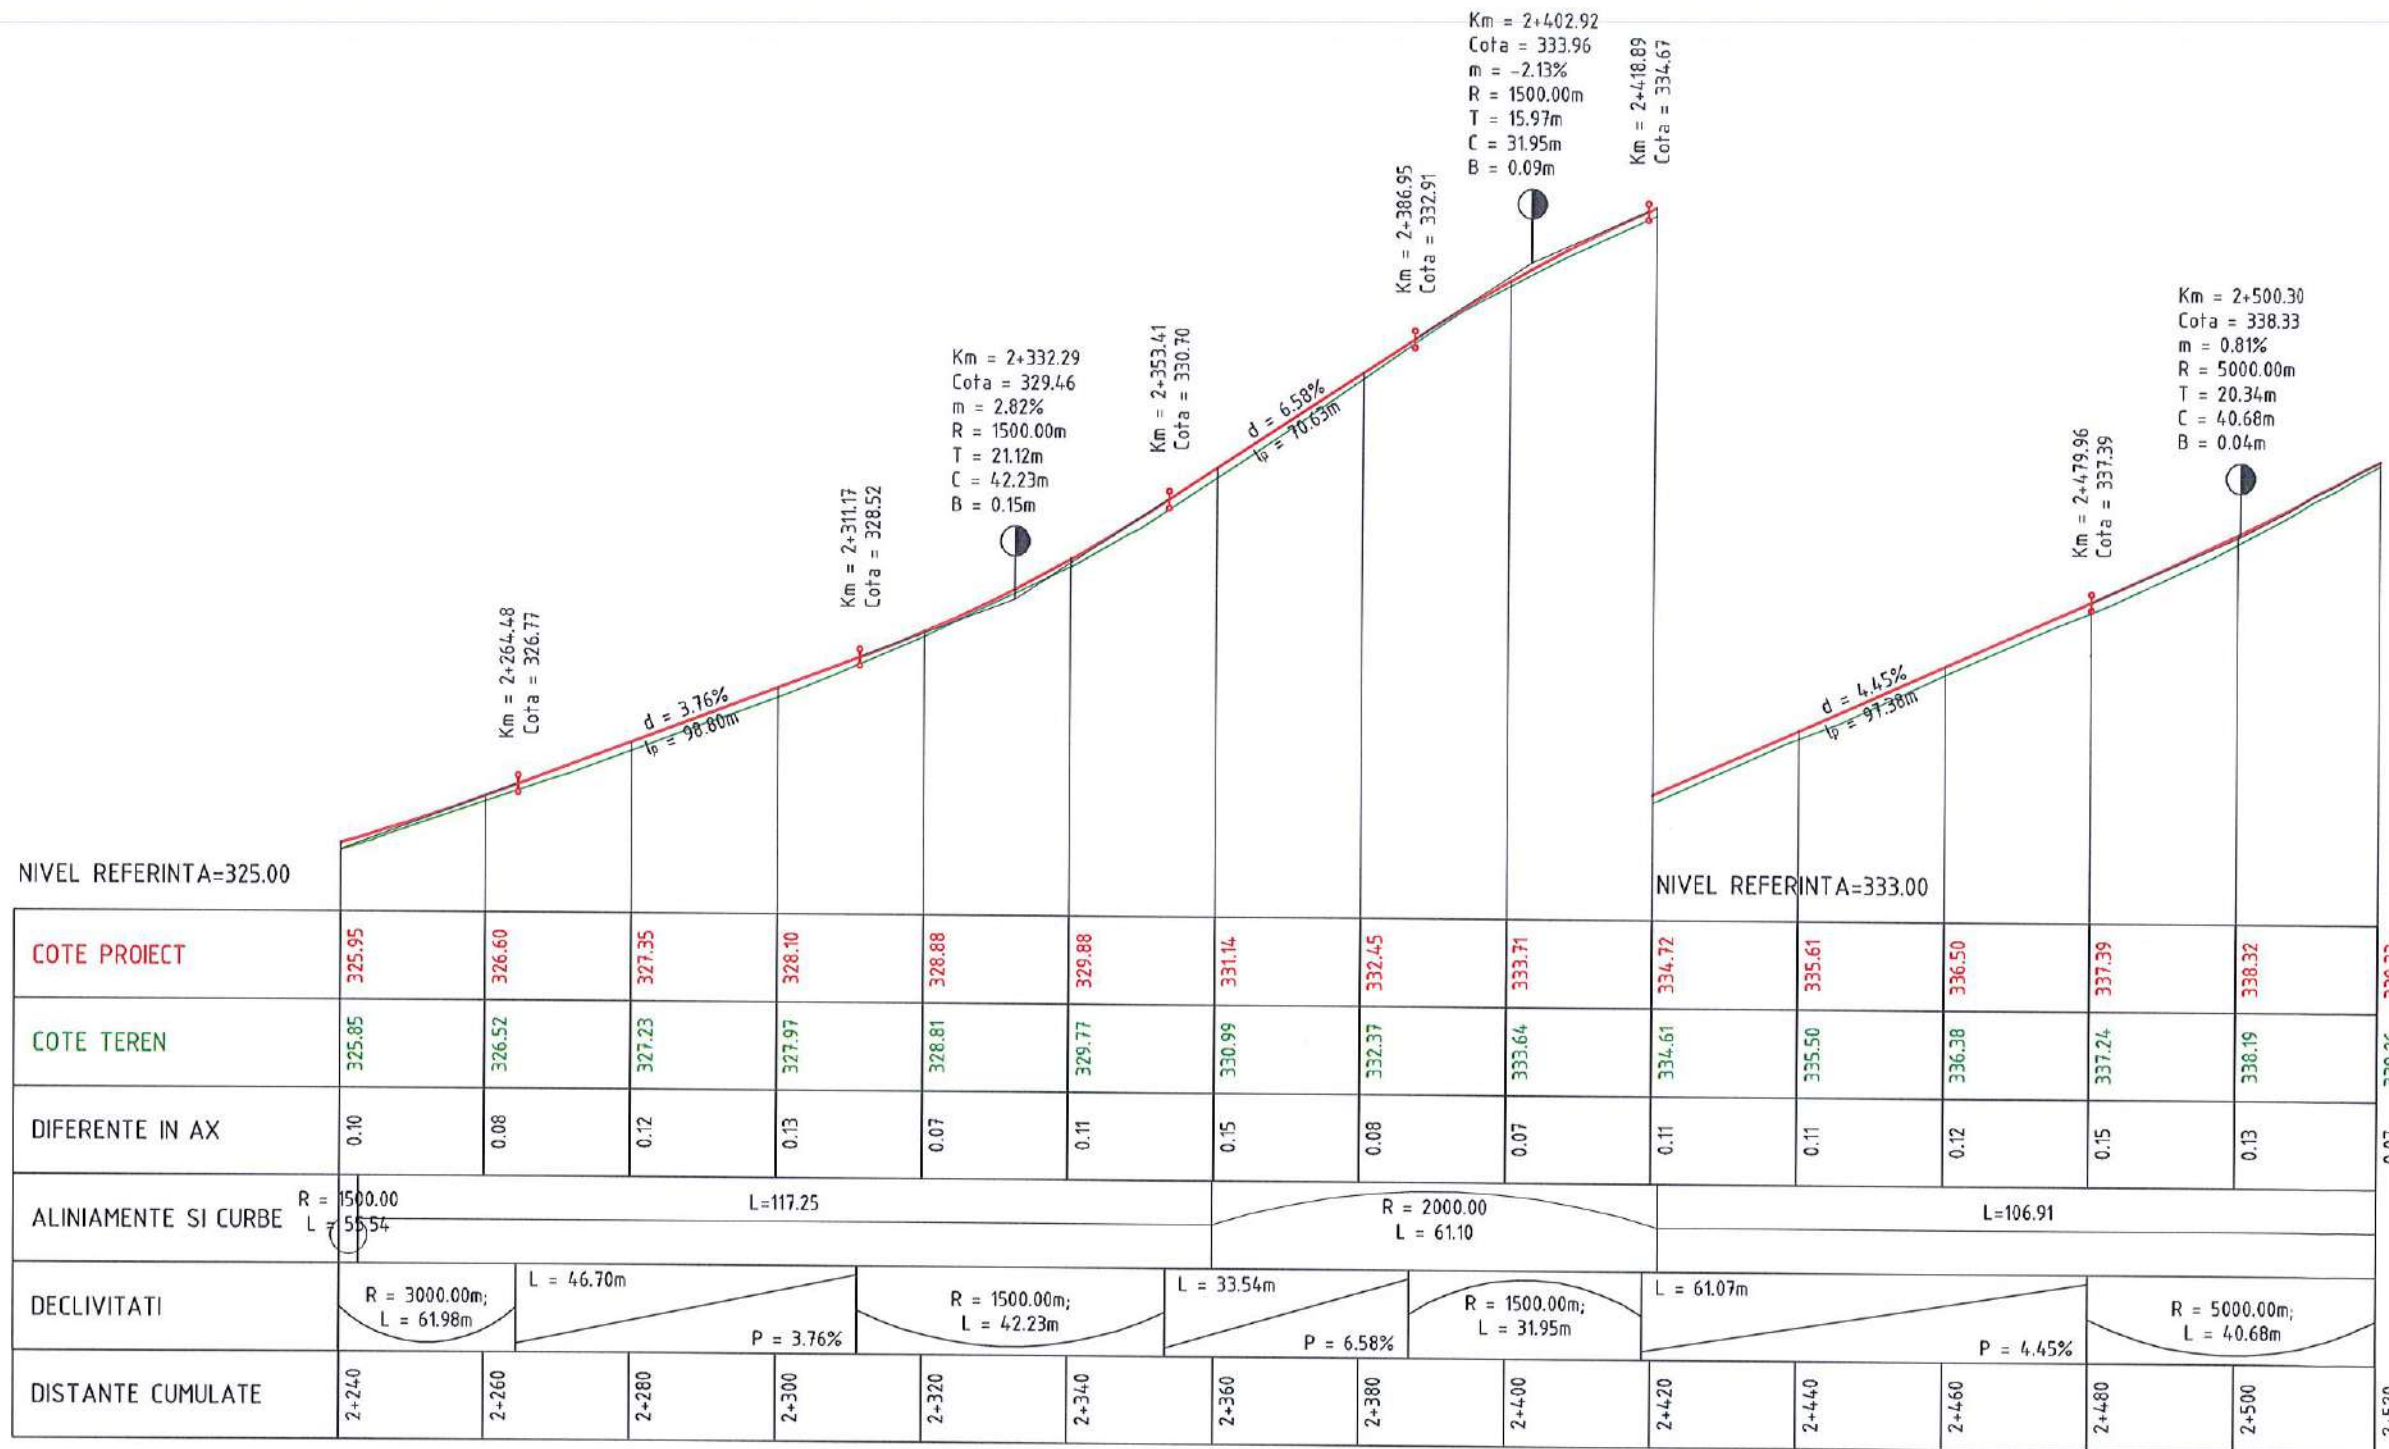 Km = 2+402.92
Cota = 333.96
m = -2.13%
R = 1500.00m
T = 15.97m
C = 31.95m
B = 0.09m
Km = 2+418.89
Cota = 334.67
Km = 2+386.95
Cota = 332.91
Km = 2+500.30
Cota = 338.33
m = 0.81%
R = 5000.00m
T = 20.34m
C = 40.68m
B = 0.04m
Km = 2+332.29
Cota = 329.46
m = 2.82%
R = 1500.00m
T = 21.12m
C = 42.23m
B = 0.15m
Km = 2+353.41
Cota = 330.70
d = 6.58%
lp = 70.63m
Km = 2+479.96
Cota = 337.39
Km = 2+311.17
Cota = 328.52
Km = 2+264.48
Cota = 326.77
d = 3.76%
lp = 98.80m
d = 4.45%
lp = 97.38m
NIVEL REFERINTA=325.00
NIVEL REFERINTA=333.00
COTE PROIECT 325.95 326.60 327.35 328.10 328.88 329.88 331.14 332.45 333.71 334.72 335.61 336.50 337.39 338.32
COTE TEREN 325.85 326.52 327.23 327.97 328.81 329.77 330.99 332.37 333.64 334.61 335.50 336.38 337.24 338.19
DIFERENTE IN AX 0.10 0.08 0.12 0.13 0.07 0.11 0.15 0.08 0.07 0.11 0.11 0.12 0.15 0.13
ALINIAMENTE SI CURBE
R = 1500.00
L = 55.54
L=117.25
R = 2000.00
L = 61.10
L=106.91
DECLIVITATI
R = 3000.00m;
L = 61.98m
L = 46.70m
P = 3.76%
R = 1500.00m;
L = 42.23m
L = 33.54m
P = 6.58%
R = 1500.00m;
L = 31.95m
L = 61.07m
P = 4.45%
R = 5000.00m;
L = 40.68m
DISTANTE CUMULATE 2+240 2+260 2+280 2+300 2+320 2+340 2+360 2+380 2+400 2+420 2+440 2+460 2+480 2+500